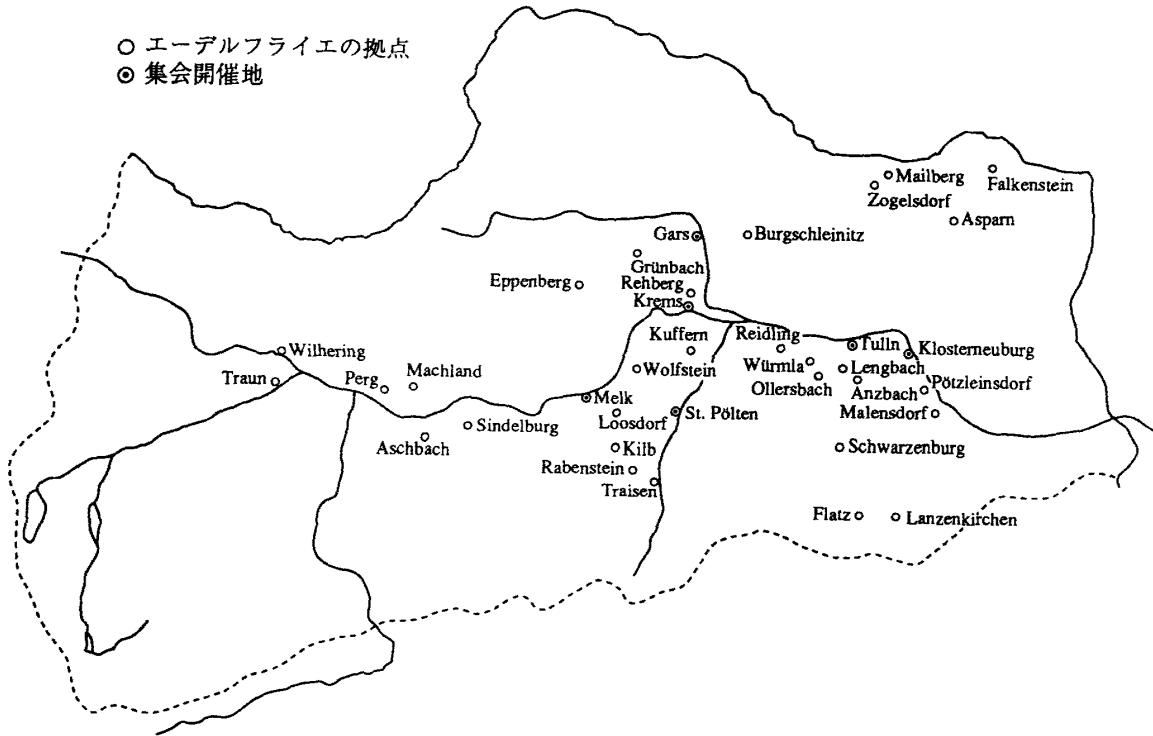 エーデルフライエの拠点
集会開催地
Mailberg
Falkenstein
Zogelsdorf
Asparn
Gars
Burgschleinitz
Grünbach
Eppenberg
Rehberg
Krems
Kuffern
Reidling
Tulln
Klosterneuburg
Wilhering
Wolfstein
Würmla
Lengbach
Traun
Perg
Machland
Ollersbach
Anzbach
Pötzleinsdorf
Melk
Loosdorf
St. Pölten
Malensdorf
Sindelburg
Aschbach
Kilb
Schwarzenburg
Rabenstein
Traisen
Flatz
Lanzenkirchen